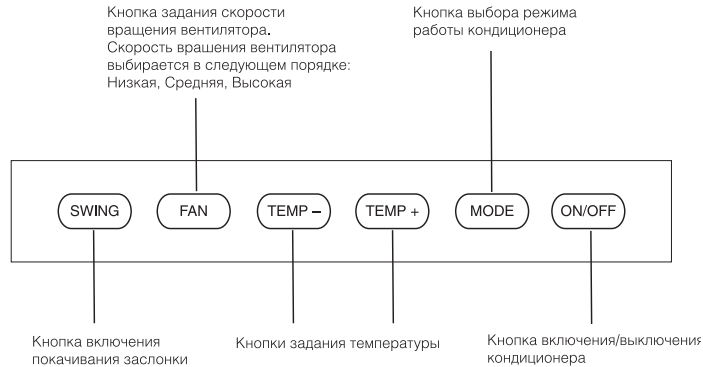 Кнопка задания скорости
вращения вентилятора.
Скорость врашения вентилятора
выбирается в следующем порядке:
Низкая, Средняя, Высокая
Кнопка выбора режима
работы кондиционера
SWING
FAN
TEMP –
TEMP +
MODE
ON/OFF
Кнопка включения
покачивания заслонки
Кнопки задания температуры
Кнопка включения/выключения
кондиционера